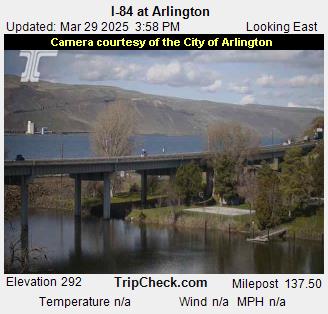 I-84 at Arlington
Updated: Mar 29 2025 3:58 PM Looking East
Camera courtesy of the City of Arlington
Elevation 292 TripCheck.com Milepost 137.50
Temperature n/a Wind n/a MPH n/a